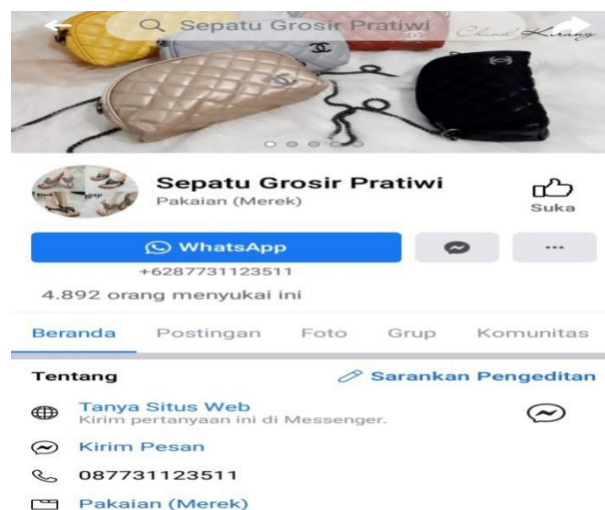 Sepatu Grosir Pratiwi
Sepatu Grosir Pratiwi
Pakaian (Merek)
Suka
WhatsApp
+6287731123511
4.892 orang menyukai ini
Beranda Postingan Foto Grup Komunitas
Tentang Sarankan Pengeditan
Tanya Situs Web
Kirim pertanyaan ini di Messenger.
Kirim Pesan
087731123511
Pakaian (Merek)